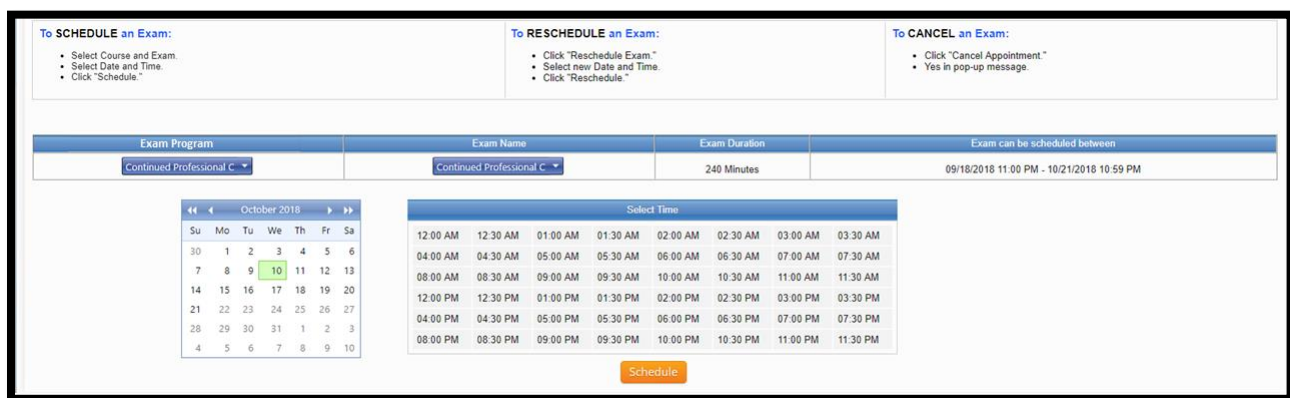 To SCHEDULE an Exam:
• Select Course and Exam.
• Select Date and Time.
• Click "Schedule."
To RESCHEDULE an Exam:
• Click "Reschedule Exam."
• Select new Date and Time.
• Click "Reschedule."
To CANCEL an Exam:
• Click "Cancel Appointment."
• Yes in pop-up message.
Exam Program Exam Name Exam Duration Exam can be scheduled between
Continued Professional C Continued Professional C 240 Minutes 09/18/2018 11:00 PM - 10/21/2018 10:59 PM
October 2018
Su Mo Tu We Th Fr Sa
30 1 2 3 4 5 6
7 8 9 10 11 12 13
14 15 16 17 18 19 20
21 22 23 24 25 26 27
28 29 30 31 1 2 3
4 5 6 7 8 9 10
Select Time
12:00 AM 12:30 AM 01:00 AM 01:30 AM 02:00 AM 02:30 AM 03:00 AM 03:30 AM
04:00 AM 04:30 AM 05:00 AM 05:30 AM 06:00 AM 06:30 AM 07:00 AM 07:30 AM
08:00 AM 08:30 AM 09:00 AM 09:30 AM 10:00 AM 10:30 AM 11:00 AM 11:30 AM
12:00 PM 12:30 PM 01:00 PM 01:30 PM 02:00 PM 02:30 PM 03:00 PM 03:30 PM
04:00 PM 04:30 PM 05:00 PM 05:30 PM 06:00 PM 06:30 PM 07:00 PM 07:30 PM
08:00 PM 08:30 PM 09:00 PM 09:30 PM 10:00 PM 10:30 PM 11:00 PM 11:30 PM
Schedule